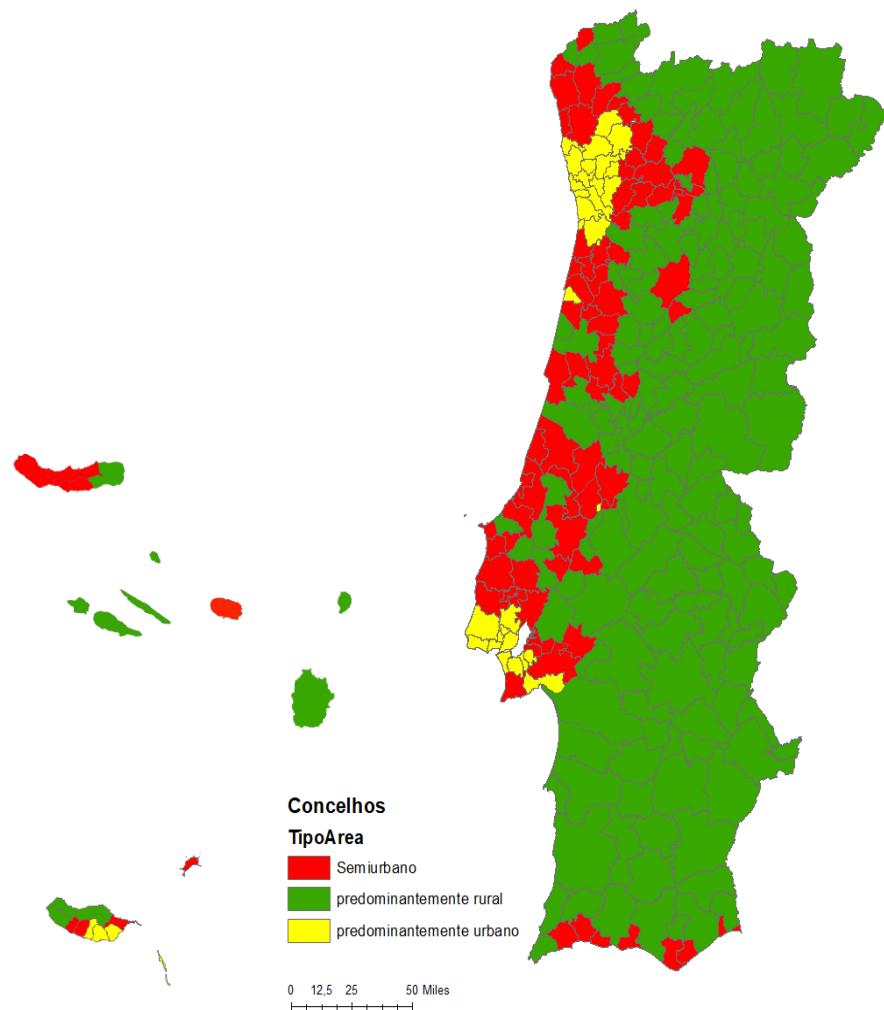 Concelhos
TipoArea
Semiurbano
predominantemente rural
predominantemente urbano
0 12,5 25 50 Miles